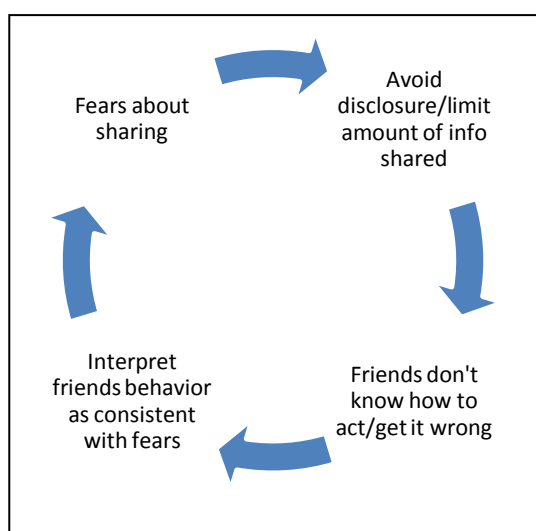 Fears about
sharing
Avoid
disclosure/limit
amount of info
shared
Friends don't
know how to
act/get it wrong
Interpret
friends behavior
as consistent
with fears